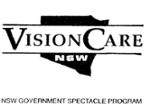 VISIONCARE
NSW
NSW GOVERNMENT SPECTACLE PROGRAM